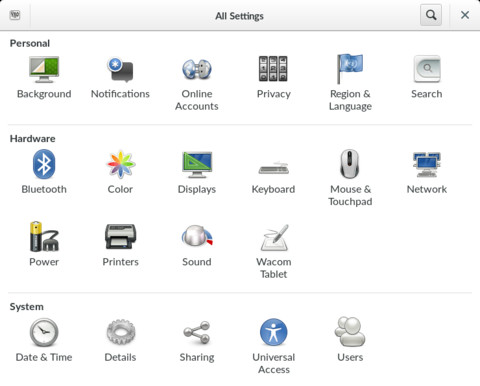 All Settings
Personal
Background Notifications Online Accounts Privacy Region & Language Search
Hardware
Bluetooth Color Displays Keyboard Mouse & Touchpad Network
Power Printers Sound Wacom Tablet
System
Date & Time Details Sharing Universal Access Users